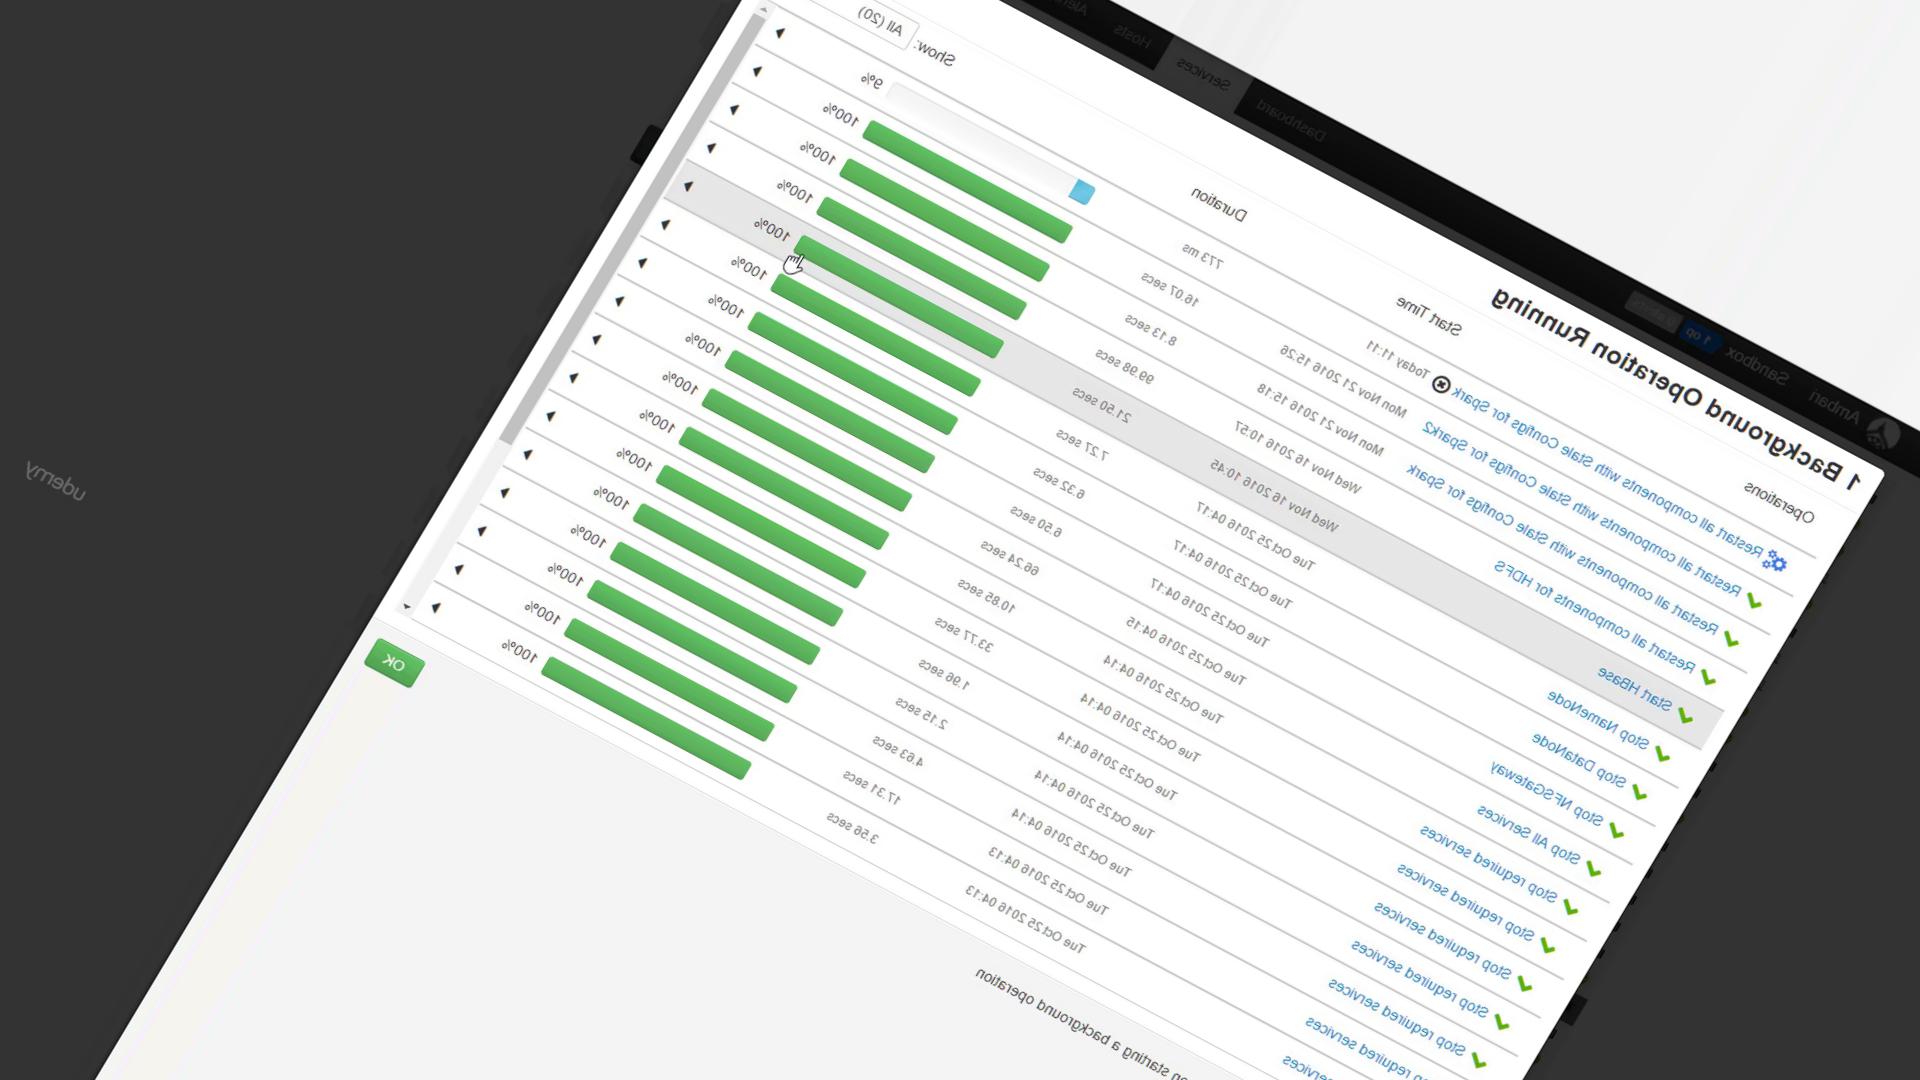 Ambari Sandbox 1 op Dashboard Services Hosts
1 Background Operation Running
Operations Start Time Duration Show: All (20)
Restart all components with Stale Configs for Spark Today 11:11 773 ms 9%
Restart all components with Stale Configs for Spark2 Mon Nov 21 2016 15:26 16.07 secs 100%
Restart all components with Stale Configs for Spark Mon Nov 21 2016 15:18 8.13 secs 100%
Restart all components for HDFS Wed Nov 16 2016 10:57 99.98 secs 100%
Start HBase Wed Nov 16 2016 10:45 21.50 secs 100%
Stop NameNode Tue Oct 25 2016 04:17 7.27 secs 100%
Stop DataNode Tue Oct 25 2016 04:17 6.32 secs 100%
Stop NFSGateway Tue Oct 25 2016 04:17 6.50 secs 100%
Stop All Services Tue Oct 25 2016 04:15 66.24 secs 100%
Stop required services Tue Oct 25 2016 04:14 10.85 secs 100%
Stop required services Tue Oct 25 2016 04:14 33.77 secs 100%
Stop required services Tue Oct 25 2016 04:14 1.96 secs 100%
Stop required services Tue Oct 25 2016 04:14 2.15 secs 100%
Stop required services Tue Oct 25 2016 04:14 4.63 secs 100%
required services Tue Oct 25 2016 04:13 17.31 secs 100%
services Tue Oct 25 2016 04:13 3.56 secs 100%
starting a background operation
OK
udemy